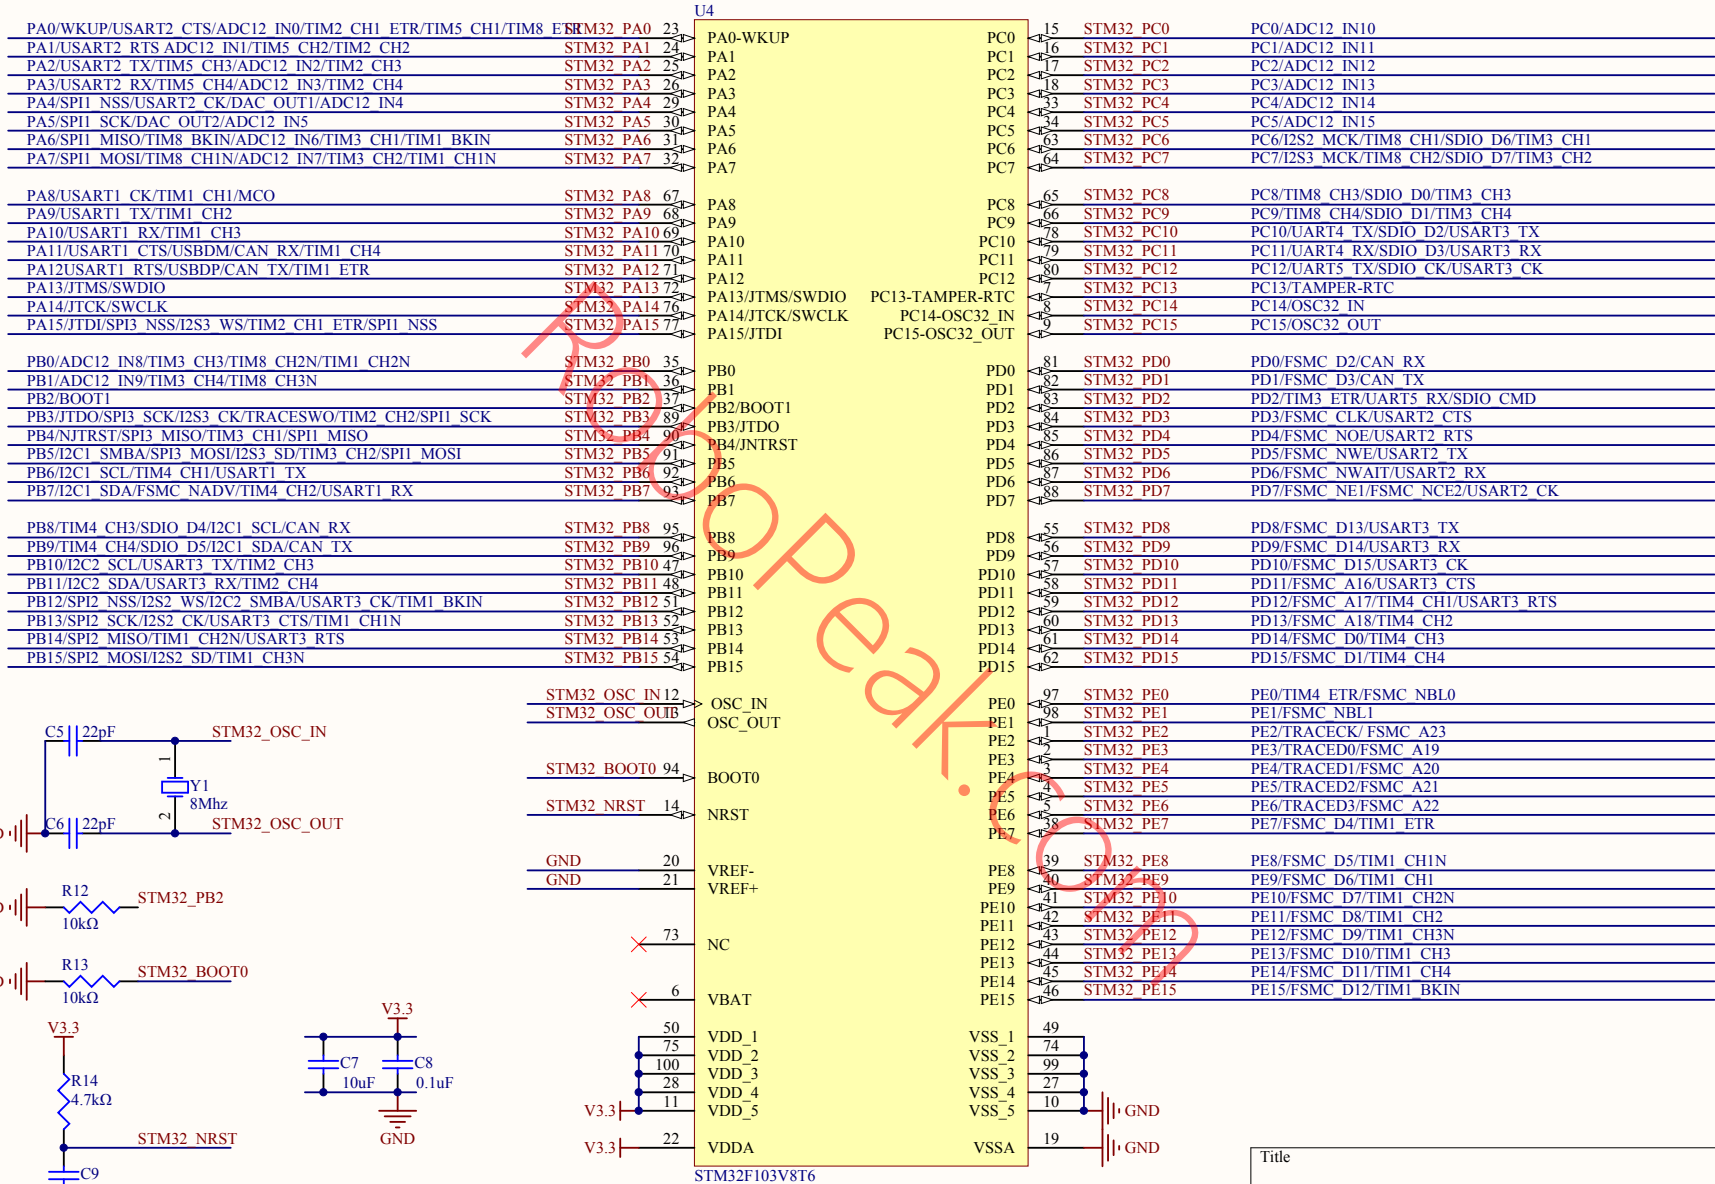 U4
PA0/WKUP/USART2_CTS/ADC12_IN0/TIM2_CH1_ETR/TIM5_CH1/TIM8_ETR STM32_PA0 23 PA0-WKUP PC0 15 STM32_PC0 PC0/ADC12_IN10
PA1/USART2_RTS ADC12_IN1/TIM5_CH2/TIM2_CH2 STM32_PA1 24 PA1 PC1 16 STM32_PC1 PC1/ADC12_IN11
PA2/USART2_TX/TIM5_CH3/ADC12_IN2/TIM2_CH3 STM32_PA2 25 PA2 PC2 17 STM32_PC2 PC2/ADC12_IN12
PA3/USART2_RX/TIM5_CH4/ADC12_IN3/TIM2_CH4 STM32_PA3 26 PA3 PC3 18 STM32_PC3 PC3/ADC12_IN13
PA4/SPI1_NSS/USART2_CK/DAC_OUT1/ADC12_IN4 STM32_PA4 29 PA4 PC4 33 STM32_PC4 PC4/ADC12_IN14
PA5/SPI1_SCK/DAC_OUT2/ADC12_IN5 STM32_PA5 30 PA5 PC5 34 STM32_PC5 PC5/ADC12_IN15
PA6/SPI1_MISO/TIM8_BKIN/ADC12_IN6/TIM3_CH1/TIM1_BKIN STM32_PA6 31 PA6 PC6 63 STM32_PC6 PC6/I2S2_MCK/TIM8_CH1/SDIO_D6/TIM3_CH1
PA7/SPI1_MOSI/TIM8_CH1N/ADC12_IN7/TIM3_CH2/TIM1_CH1N STM32_PA7 32 PA7 PC7 64 STM32_PC7 PC7/I2S3_MCK/TIM8_CH2/SDIO_D7/TIM3_CH2
PA8/USART1_CK/TIM1_CH1/MCO STM32_PA8 67 PA8 PC8 65 STM32_PC8 PC8/TIM8_CH3/SDIO_D0/TIM3_CH3
PA9/USART1_TX/TIM1_CH2 STM32_PA9 68 PA9 PC9 66 STM32_PC9 PC9/TIM8_CH4/SDIO_D1/TIM3_CH4
PA10/USART1_RX/TIM1_CH3 STM32_PA10 69 PA10 PC10 78 STM32_PC10 PC10/UART4_TX/SDIO_D2/USART3_TX
PA11/USART1_CTS/USBDM/CAN_RX/TIM1_CH4 STM32_PA11 70 PA11 PC11 79 STM32_PC11 PC11/UART4_RX/SDIO_D3/USART3_RX
PA12USART1_RTS/USBDP/CAN_TX/TIM1_ETR STM32_PA12 71 PA12 PC12 80 STM32_PC12 PC12/UART5_TX/SDIO_CK/USART3_CK
PA13/JTMS/SWDIO STM32_PA13 72 PA13/JTMS/SWDIO PC13-TAMPER-RTC 7 STM32_PC13 PC13/TAMPER-RTC
PA14/JTCK/SWCLK STM32_PA14 76 PA14/JTCK/SWCLK PC14-OSC32_IN 8 STM32_PC14 PC14/OSC32_IN
PA15/JTDI/SPI3_NSS/I2S3_WS/TIM2_CH1_ETR/SPI1_NSS STM32_PA15 77 PA15/JTDI PC15-OSC32_OUT 9 STM32_PC15 PC15/OSC32_OUT
PB0/ADC12_IN8/TIM3_CH3/TIM8_CH2N/TIM1_CH2N STM32_PB0 35 PB0 PD0 81 STM32_PD0 PD0/FSMC_D2/CAN_RX
PB1/ADC12_IN9/TIM3_CH4/TIM8_CH3N STM32_PB1 36 PB1 PD1 82 STM32_PD1 PD1/FSMC_D3/CAN_TX
PB2/BOOT1 STM32_PB2 37 PB2/BOOT1 PD2 83 STM32_PD2 PD2/TIM3_ETR/UART5_RX/SDIO_CMD
PB3/JTDO/SPI3_SCK/I2S3_CK/TRACESWO/TIM2_CH2/SPI1_SCK STM32_PB3 89 PB3/JTDO PD3 84 STM32_PD3 PD3/FSMC_CLK/USART2_CTS
PB4/NJTRST/SPI3_MISO/TIM3_CH1/SPI1_MISO STM32_PB4 90 PB4/JNTRST PD4 85 STM32_PD4 PD4/FSMC_NOE/USART2_RTS
PB5/I2C1_SMBA/SPI3_MOSI/I2S3_SD/TIM3_CH2/SPI1_MOSI STM32_PB5 91 PB5 PD5 86 STM32_PD5 PD5/FSMC_NWE/USART2_TX
PB6/I2C1_SCL/TIM4_CH1/USART1_TX STM32_PB6 92 PB6 PD6 87 STM32_PD6 PD6/FSMC_NWAIT/USART2_RX
PB7/I2C1_SDA/FSMC_NADV/TIM4_CH2/USART1_RX STM32_PB7 93 PB7 PD7 88 STM32_PD7 PD7/FSMC_NE1/FSMC_NCE2/USART2_CK
PB8/TIM4_CH3/SDIO_D4/I2C1_SCL/CAN_RX STM32_PB8 95 PB8 PD8 55 STM32_PD8 PD8/FSMC_D13/USART3_TX
PB9/TIM4_CH4/SDIO_D5/I2C1_SDA/CAN_TX STM32_PB9 96 PB9 PD9 56 STM32_PD9 PD9/FSMC_D14/USART3_RX
PB10/I2C2_SCL/USART3_TX/TIM2_CH3 STM32_PB10 47 PB10 PD10 57 STM32_PD10 PD10/FSMC_D15/USART3_CK
PB11/I2C2_SDA/USART3_RX/TIM2_CH4 STM32_PB11 48 PB11 PD11 58 STM32_PD11 PD11/FSMC_A16/USART3_CTS
PB12/SPI2_NSS/I2S2_WS/I2C2_SMBA/USART3_CK/TIM1_BKIN STM32_PB12 51 PB12 PD12 59 STM32_PD12 PD12/FSMC_A17/TIM4_CH1/USART3_RTS
PB13/SPI2_SCK/I2S2_CK/USART3_CTS/TIM1_CH1N STM32_PB13 52 PB13 PD13 60 STM32_PD13 PD13/FSMC_A18/TIM4_CH2
PB14/SPI2_MISO/TIM1_CH2N/USART3_RTS STM32_PB14 53 PB14 PD14 61 STM32_PD14 PD14/FSMC_D0/TIM4_CH3
PB15/SPI2_MOSI/I2S2_SD/TIM1_CH3N STM32_PB15 54 PB15 PD15 62 STM32_PD15 PD15/FSMC_D1/TIM4_CH4
STM32_OSC_IN 12 OSC_IN PE0 97 STM32_PE0 PE0/TIM4_ETR/FSMC_NBL0
STM32_OSC_OUT 13 OSC_OUT PE1 98 STM32_PE1 PE1/FSMC_NBL1
C5 22pF STM32_OSC_IN PE2 1 STM32_PE2 PE2/TRACECK/ FSMC_A23
1 PE3 2 STM32_PE3 PE3/TRACED0/FSMC_A19
STM32_BOOT0 94 BOOT0 PE4 3 STM32_PE4 PE4/TRACED1/FSMC_A20
Y1 PE5 4 STM32_PE5 PE5/TRACED2/FSMC_A21
8Mhz
2 STM32_NRST 14 NRST PE6 5 STM32_PE6 PE6/TRACED3/FSMC_A22
C6 22pF STM32_OSC_OUT PE7 38 STM32_PE7 PE7/FSMC_D4/TIM1_ETR
GND 20 VREF- PE8 39 STM32_PE8 PE8/FSMC_D5/TIM1_CH1N
GND 21 VREF+ PE9 40 STM32_PE9 PE9/FSMC_D6/TIM1_CH1
R12 STM32_PB2 PE10 41 STM32_PE10 PE10/FSMC_D7/TIM1_CH2N
10kΩ PE11 42 STM32_PE11 PE11/FSMC_D8/TIM1_CH2
73 NC PE12 43 STM32_PE12 PE12/FSMC_D9/TIM1_CH3N
R13 PE13 44 STM32_PE13 PE13/FSMC_D10/TIM1_CH3
STM32_BOOT0 PE14 45 STM32_PE14 PE14/FSMC_D11/TIM1_CH4
10kΩ 6 VBAT PE15 46 STM32_PE15 PE15/FSMC_D12/TIM1_BKIN
V3.3 V3.3
50 VDD_1 VSS_1 49
75 VDD_2 VSS_2 74
C7 C8 100 VDD_3 VSS_3 99
R14 10uF 0.1uF 28 VDD_4 VSS_4 27
4.7kΩ
V3.3 11 VDD_5 VSS_5 10 GND
STM32_NRST GND V3.3 22 VDDA VSSA 19 GND
C9
STM32F103V8T6
Title
RoboPeak.com